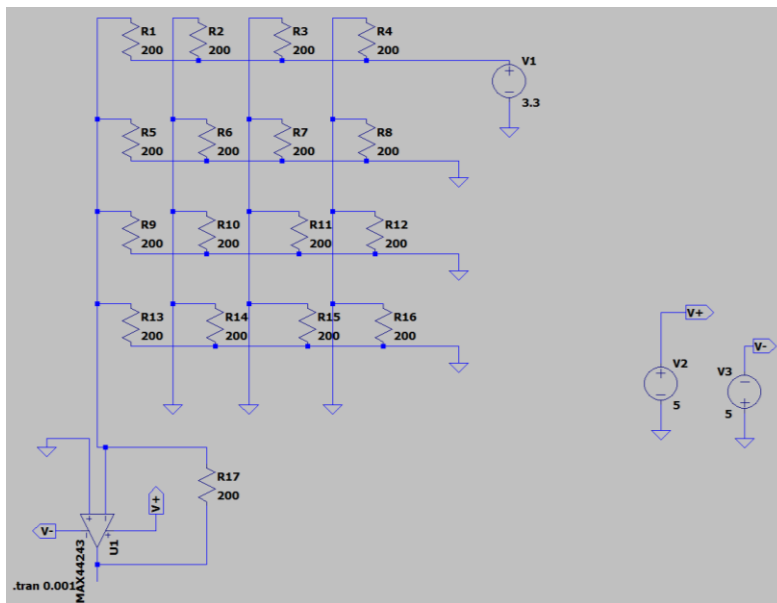 R1 R2 R3 R4
200 200 200 200
V1
3.3
R5 R6 R7 R8
200 200 200 200
R9 R10 R11 R12
200 200 200 200
R13 R14 R15 R16
200 200 200 200
V+
V-
V2
V3
5
5
R17
200
V+
V-
U1
MAX44243
.tran 0.001